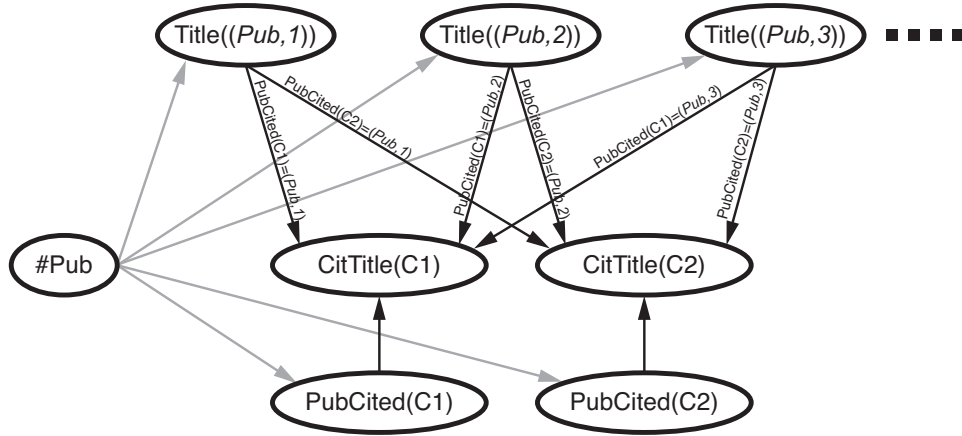 Title((Pub,1))
Title((Pub,2))
Title((Pub,3))
PubCited(C1)=(Pub,1)
PubCited(C2)=(Pub,1)
PubCited(C1)=(Pub,2)
PubCited(C2)=(Pub,2)
PubCited(C1)=(Pub,3)
PubCited(C2)=(Pub,3)
#Pub
CitTitle(C1)
CitTitle(C2)
PubCited(C1)
PubCited(C2)